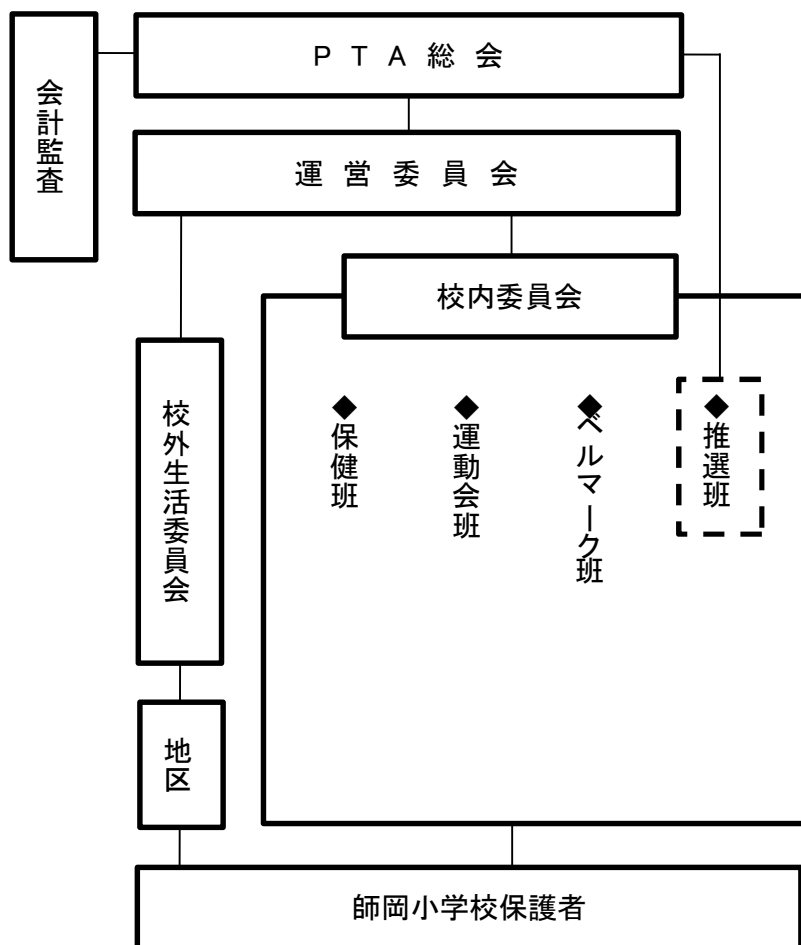 PTA総会
会計監査
運営委員会
校内委員会
校外生活委員会
◆保健班
◆運動会班
◆ベルマーク班
◆推選班
地区
師岡小学校保護者